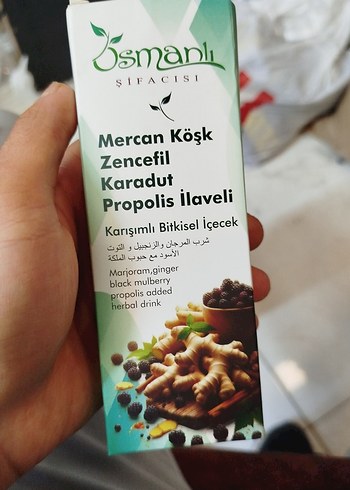 Osmanlı
ŞİFACISI
Mercan Köşk
Zencefil
Karadut
Propolis İlaveli
Karışımlı Bitkisel İçecek
شرب المرجان والزنجبيل و التوت
الأسود مع حبوب الملكة
Marjoram,ginger
black mulberry
propolis added
herbal drink